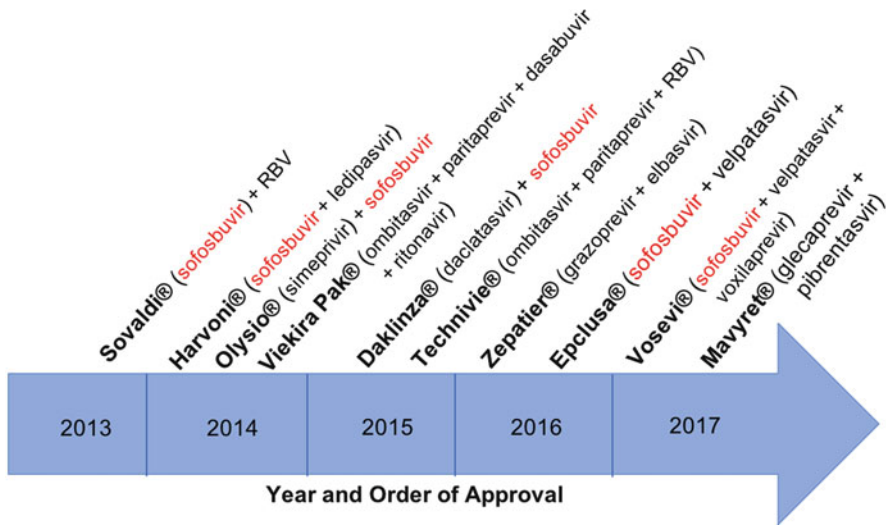 Sovaldi® (sofosbuvir) + RBV
Harvoni® (sofosbuvir + ledipasvir)
Olysio® (simeprivir) + sofosbuvir
Viekira Pak® (ombitasvir + paritaprevir + dasabuvir
+ ritonavir)
Daklinza® (daclatasvir) + sofosbuvir
Technivie® (ombitasvir + paritaprevir + RBV)
Zepatier® (grazoprevir + elbasvir)
Epclusa® (sofosbuvir + velpatasvir)
Vosevi® (sofosbuvir + velpatasvir +
voxilaprevir)
Mavyret® (glecaprevir +
pibrentasvir)
2013
2014
2015
2016
2017
Year and Order of Approval